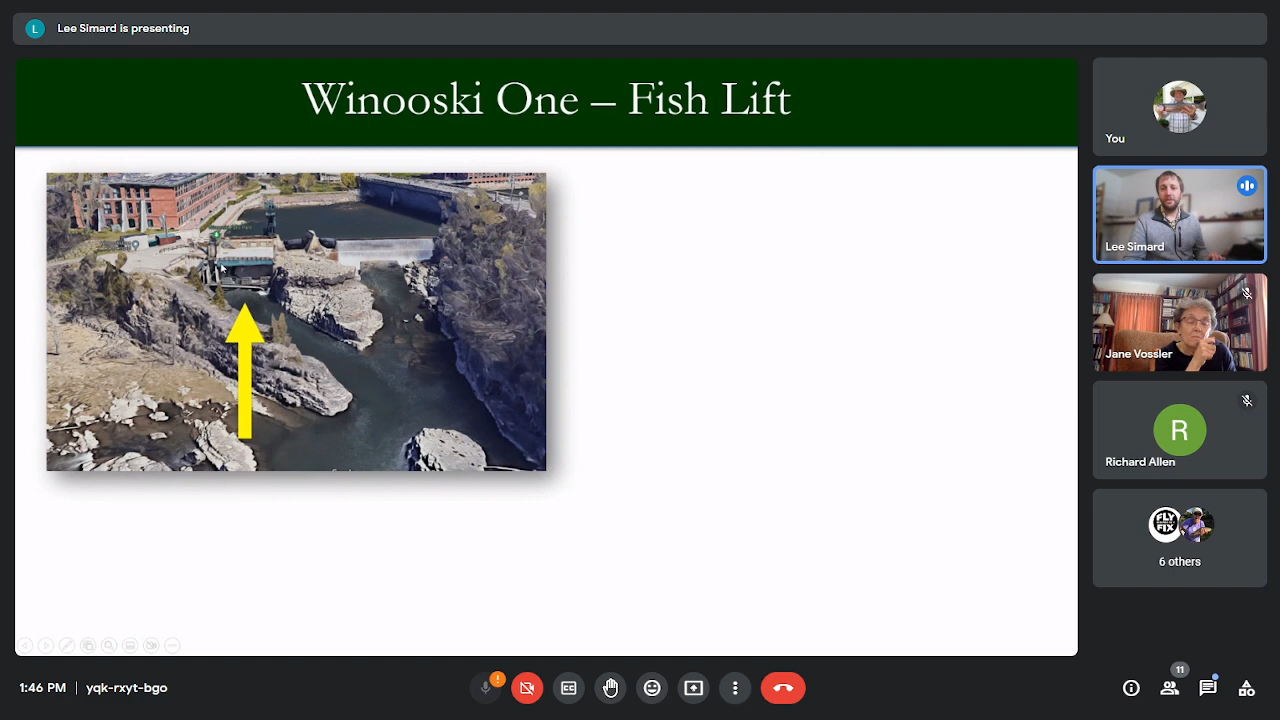 L
Lee Simard is presenting
Winooski One – Fish Lift
You
Lee Simard
Jane Vossler
R
Richard Allen
FLY
FIX
6 others
1:46 PM
yqk-rxyt-bgo
CC
11